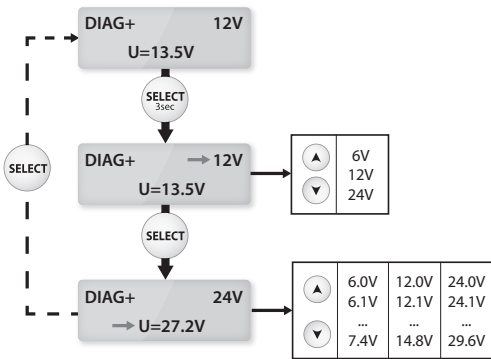 DIAG+ 12V
U=13.5V
SELECT
3sec
DIAG+ → 12V
U=13.5V
6V
12V
24V
SELECT
SELECT
DIAG+ 24V
→ U=27.2V
6.0V 12.0V 24.0V
6.1V 12.1V 24.1V
... ... ...
7.4V 14.8V 29.6V